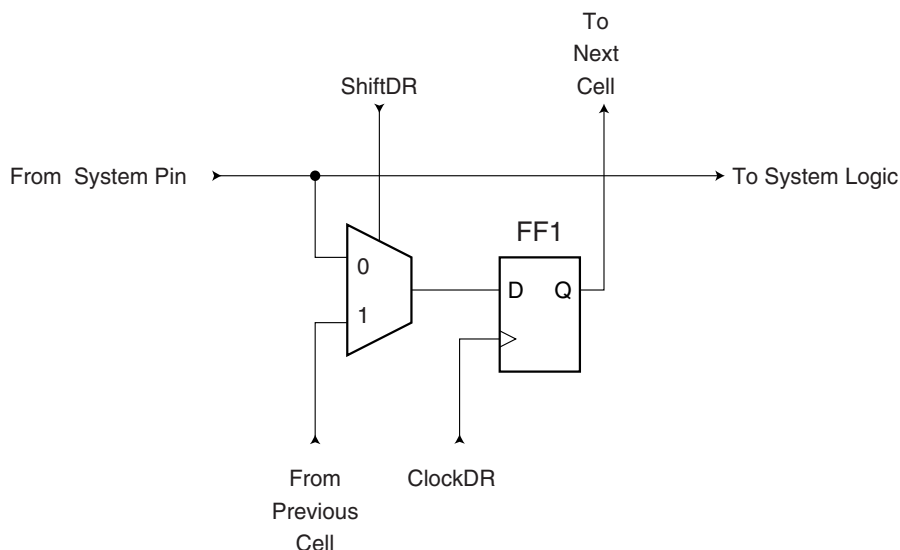 To
Next
Cell
ShiftDR
From System Pin
To System Logic
FF1
0
D Q
1
From
Previous
Cell
ClockDR